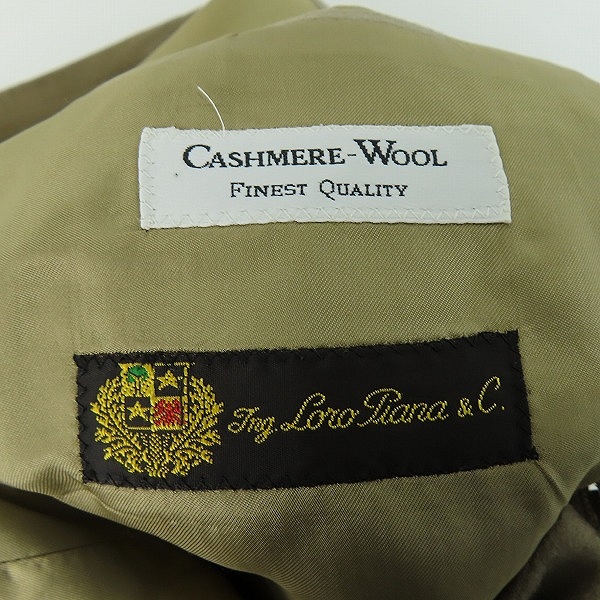 CASHMERE-WOOL
FINEST QUALITY
Ing. Loro Piana & C.